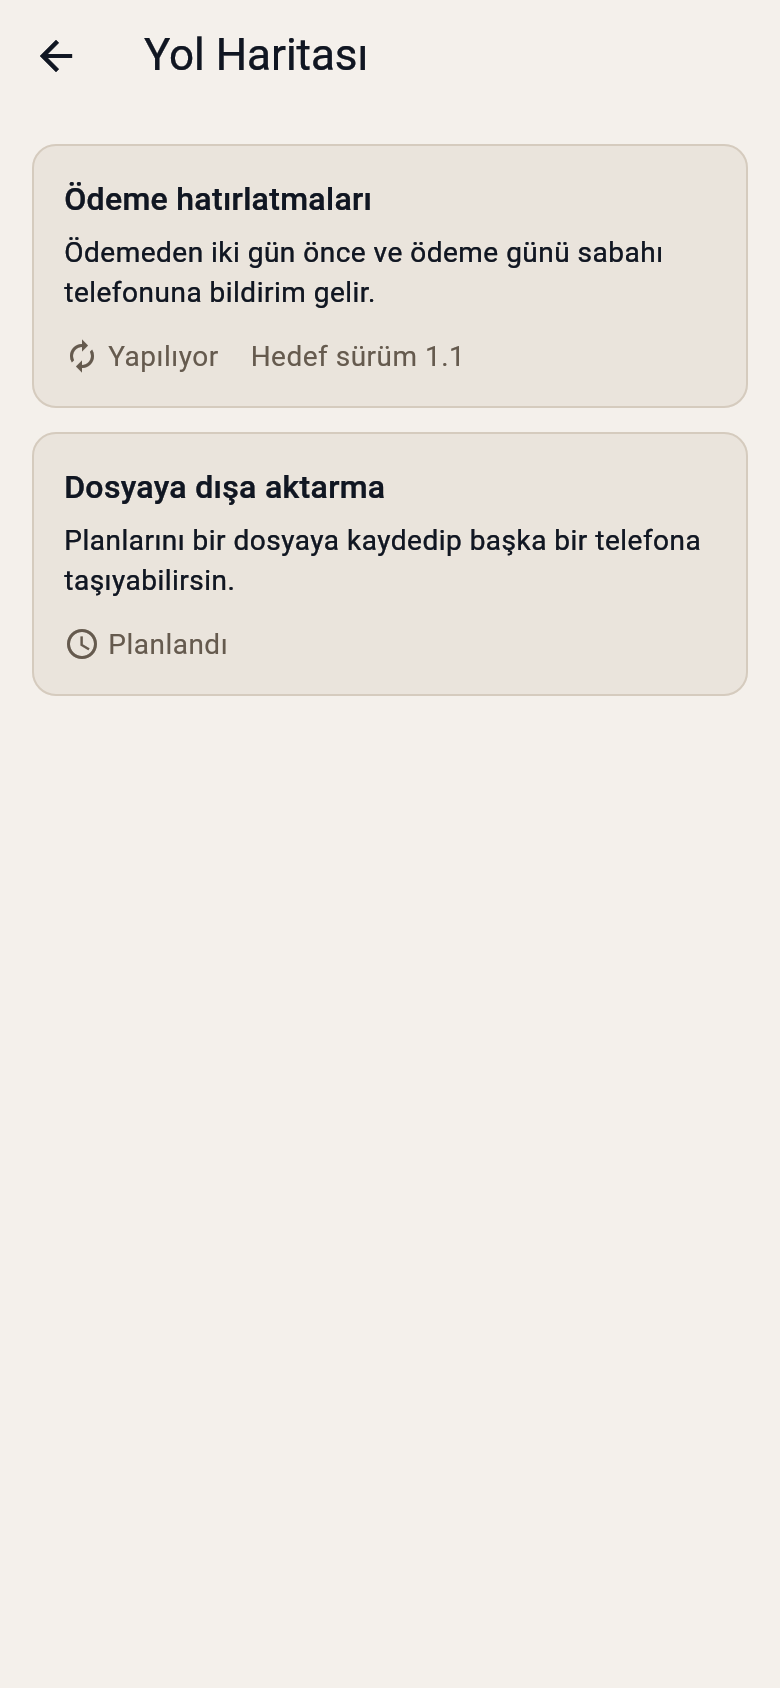 Yol Haritası
Ödeme hatırlatmaları
Ödemeden iki gün önce ve ödeme günü sabahı
telefonuna bildirim gelir.
Yapılıyor Hedef sürüm 1.1
Dosyaya dışa aktarma
Planlarını bir dosyaya kaydedip başka bir telefona
taşıyabilirsin.
Planlandı